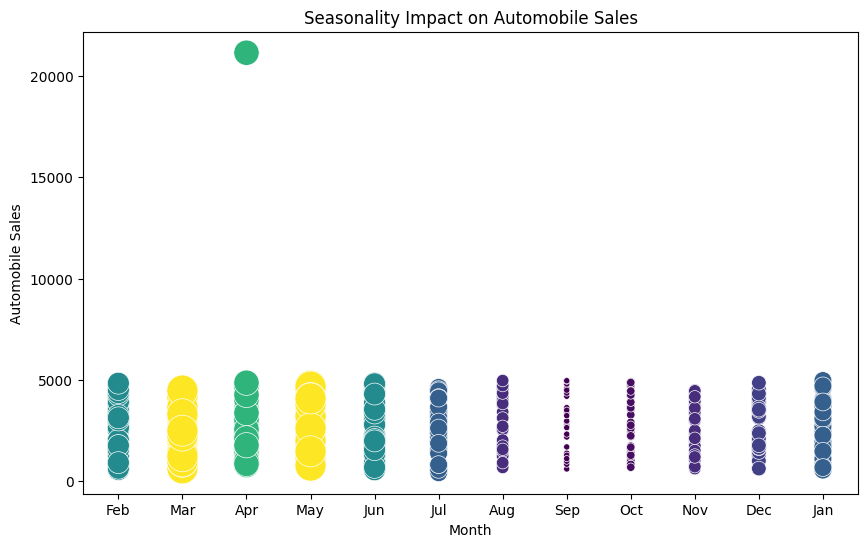 Seasonality Impact on Automobile Sales
20000
15000
10000
5000
0
Automobile Sales
Feb Mar Apr May Jun Jul Aug Sep Oct Nov Dec Jan
Month